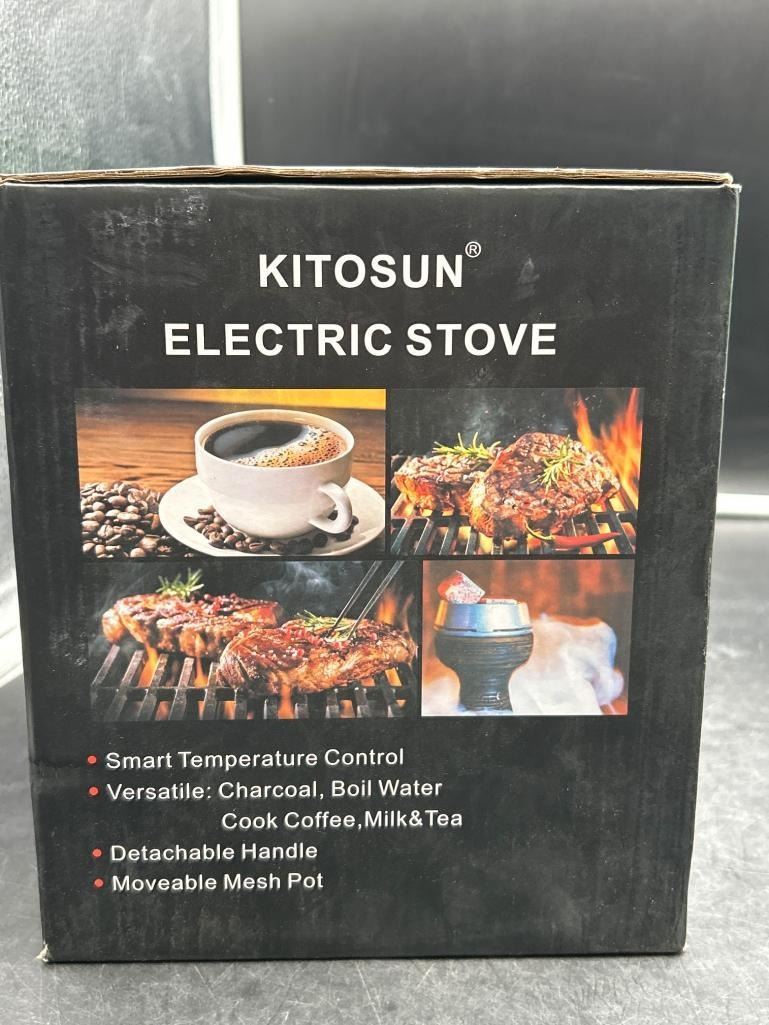 KITOSUN®
ELECTRIC STOVE
• Smart Temperature Control
• Versatile: Charcoal, Boil Water
Cook Coffee,Milk&Tea
• Detachable Handle
• Moveable Mesh Pot